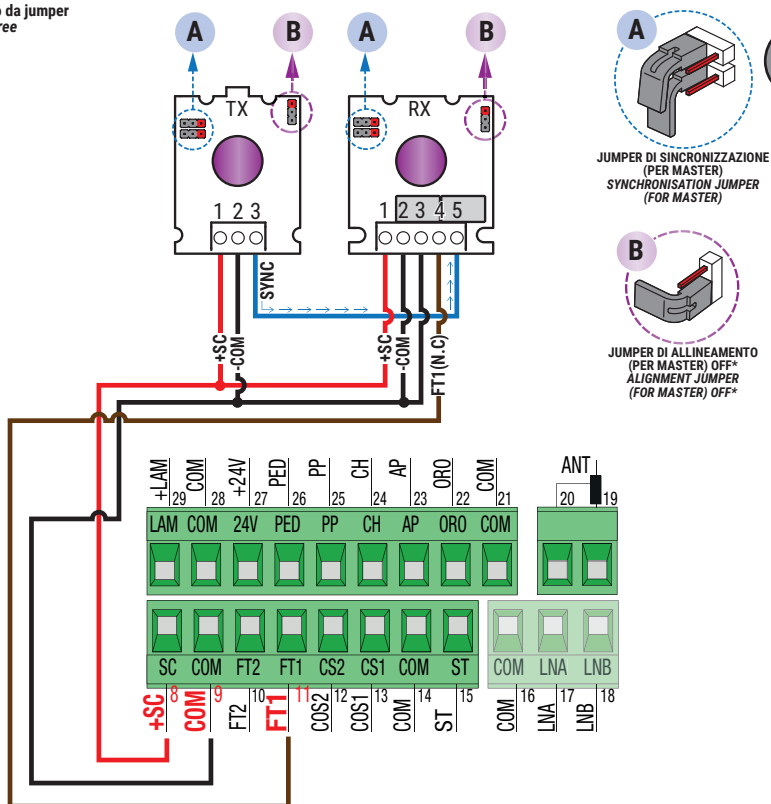 o da jumper
ree
A
B
A
B
TX
RX
1 2 3
1 2 3 4 5
SYNC
+SC
-COM
+SC
-COM
FT1(N.C)
A
JUMPER DI SINCRONIZZAZIONE
(PER MASTER)
SYNCHRONISATION JUMPER
(FOR MASTER)
B
JUMPER DI ALLINEAMENTO
(PER MASTER) OFF*
ALIGNMENT JUMPER
(FOR MASTER) OFF*
+LAM COM +24V PED PP CH AP ORO COM ANT
29 28 27 26 25 24 23 22 21 20 19
LAM COM 24V PED PP CH AP ORO COM
SC COM FT2 FT1 CS2 CS1 COM ST COM LNA LNB
8 9 10 11 12 13 14 15 16 17 18
+SC COM FT2 FT1 COS2 COS1 COM ST COM LNA LNB